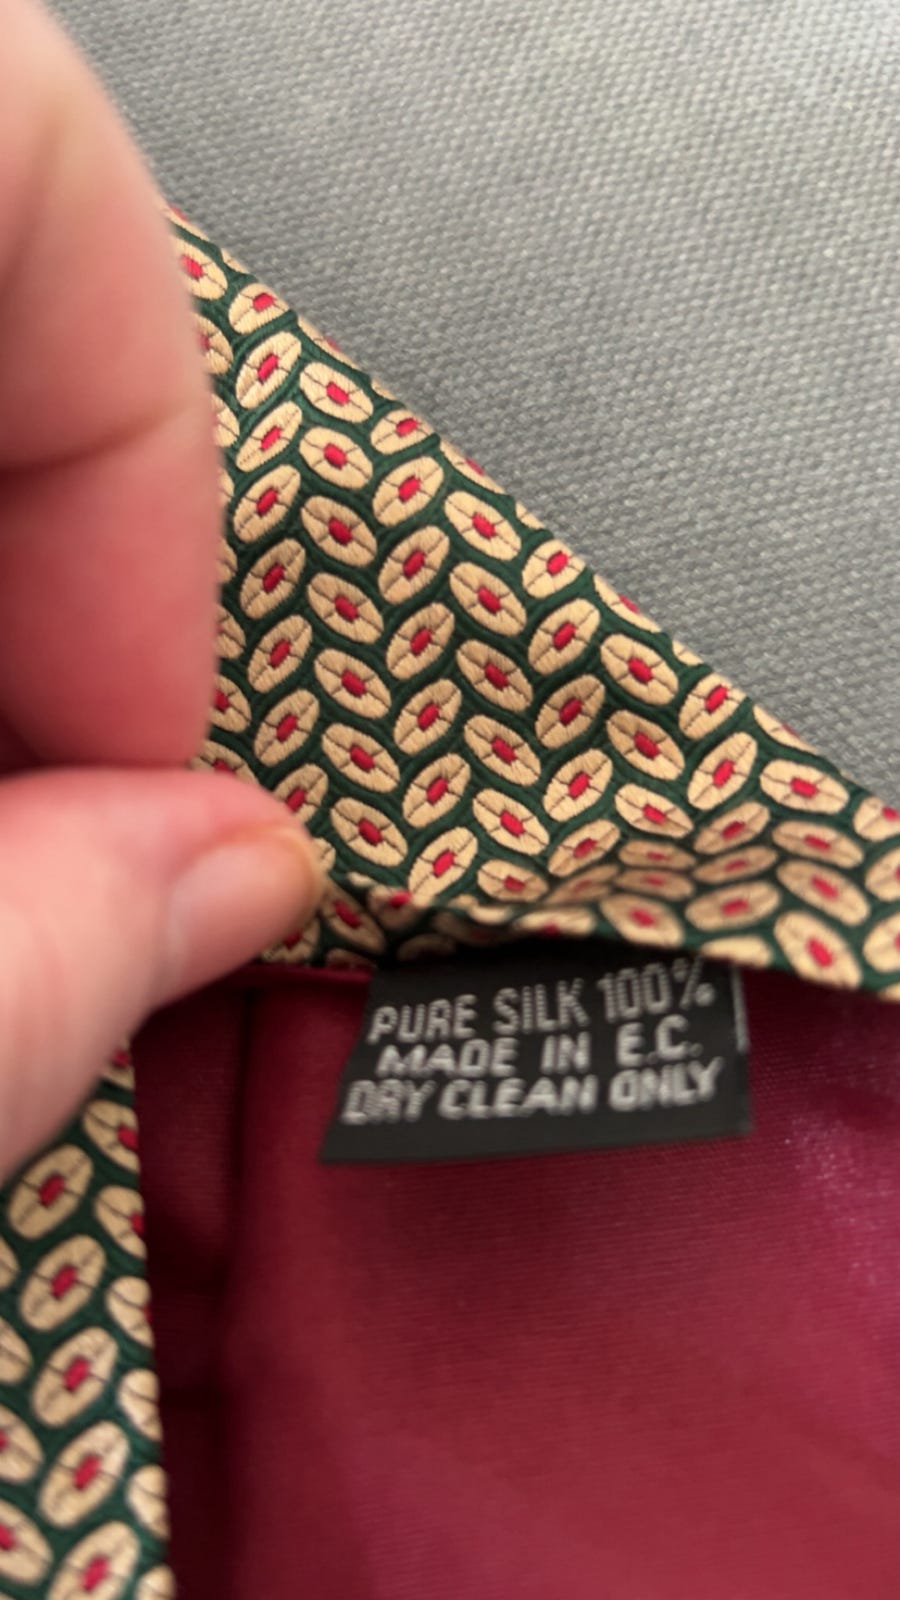 PURE SILK 100%
MADE IN E.C.
DRY CLEAN ONLY